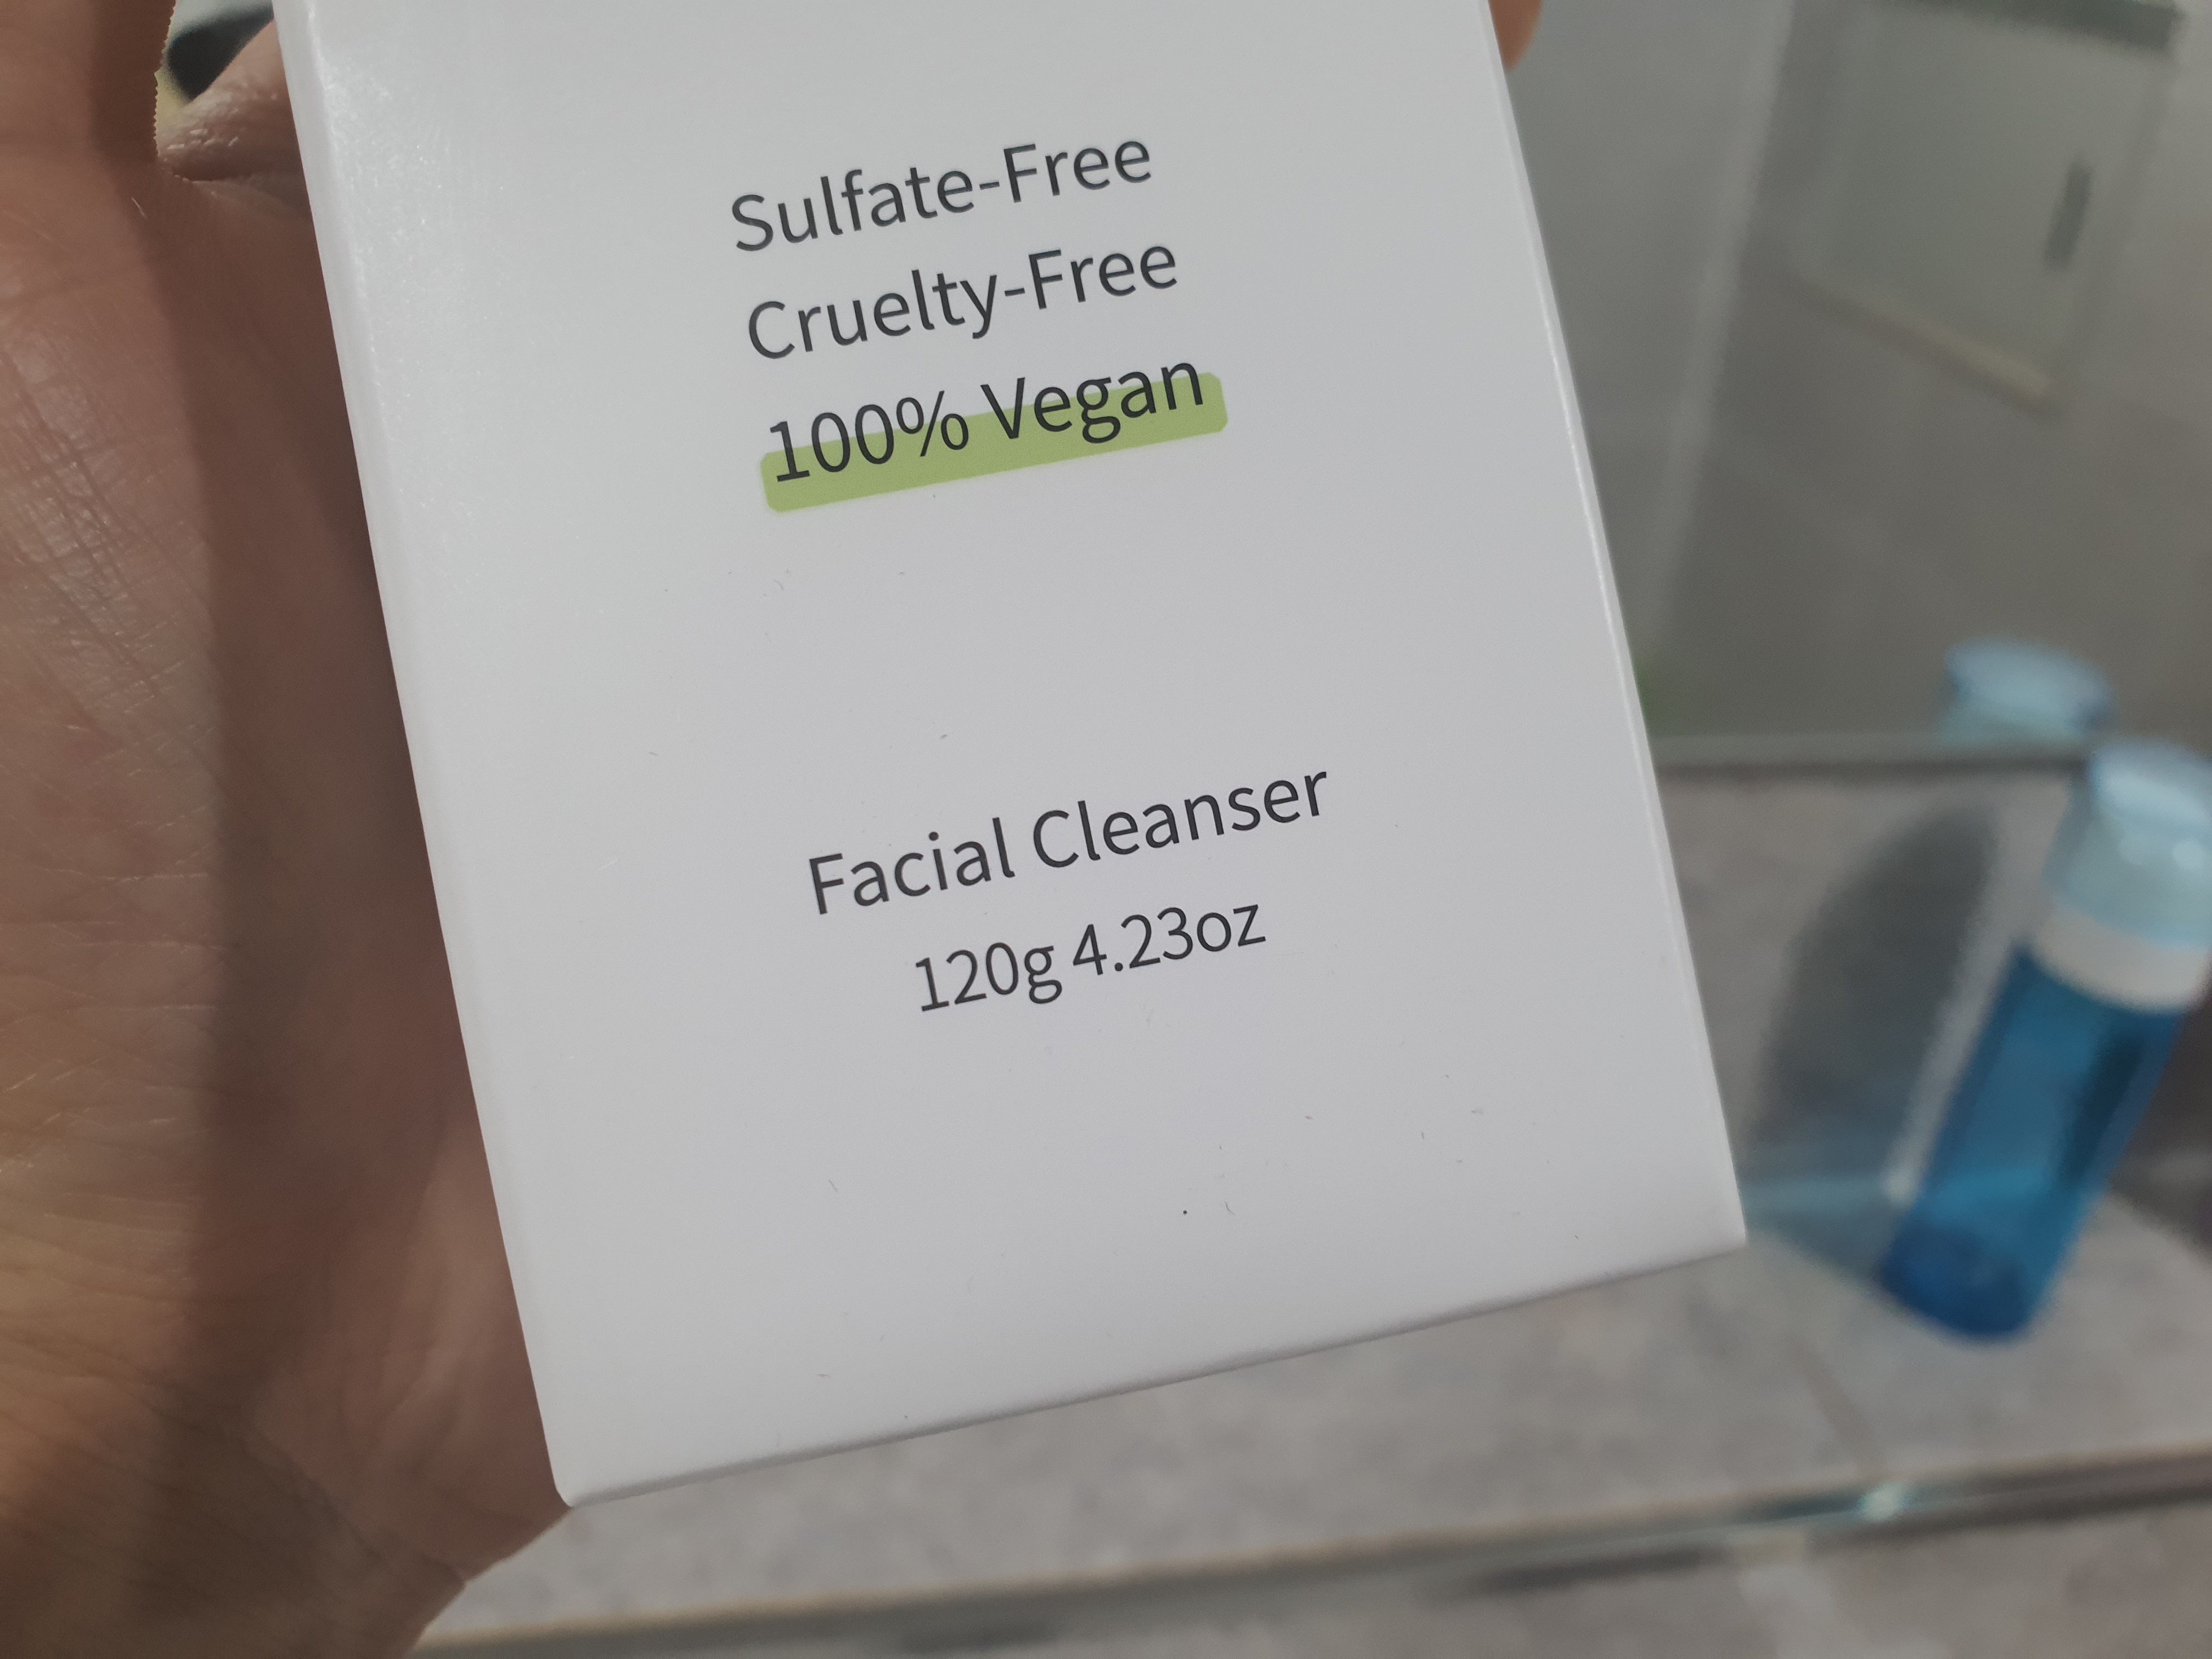 Sulfate-Free
Cruelty-Free
100% Vegan
Facial Cleanser
120g 4.23oz